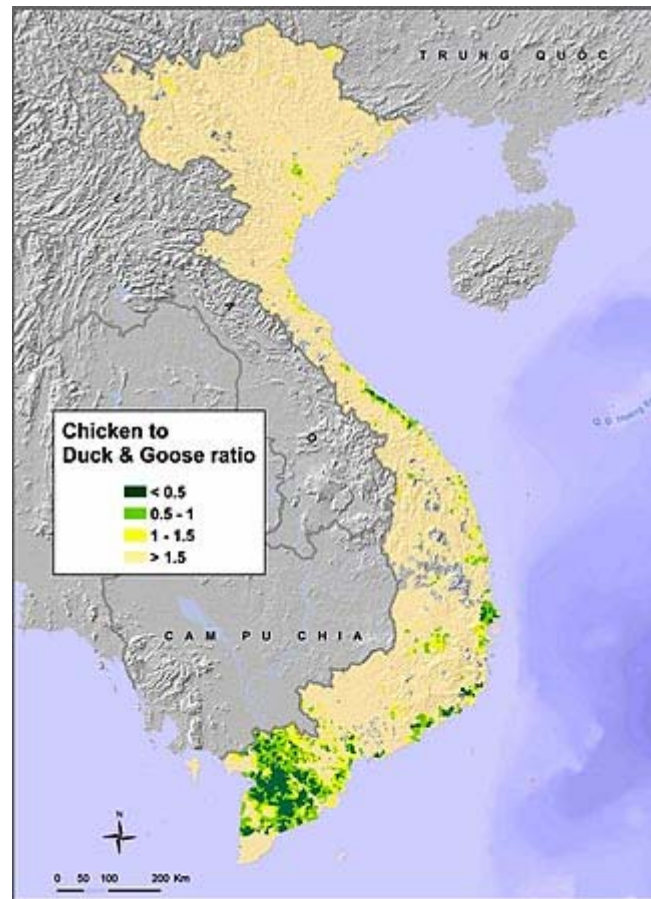 TRUNG QUỐC
L
A
O
Q.Đ. Hoàng
Chicken to
Duck & Goose ratio
< 0.5
0.5 - 1
1 - 1.5
> 1.5
CAM PU CHIA
N
0 50 100 200 Km